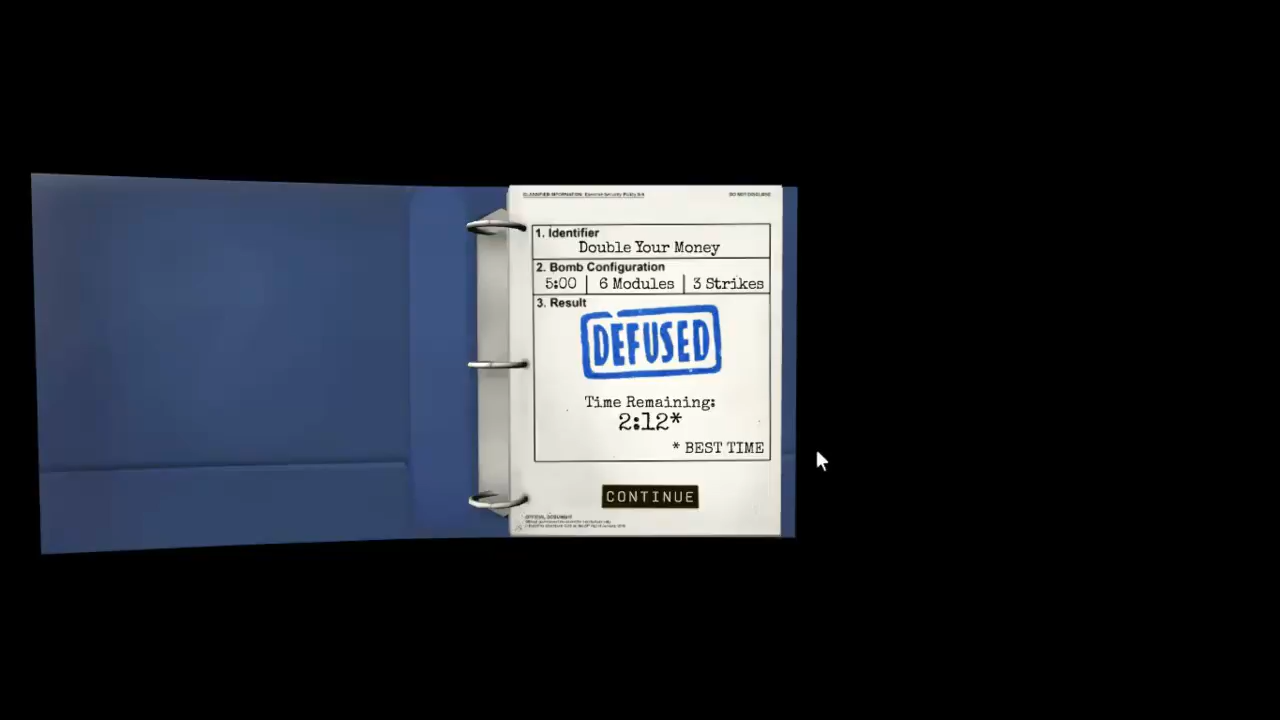 1. Identifier
Double Your Money
2. Bomb Configuration
5:00 | 6 Modules | 3 Strikes
3. Result
DEFUSED
Time Remaining:
2:12*
* BEST TIME
CONTINUE